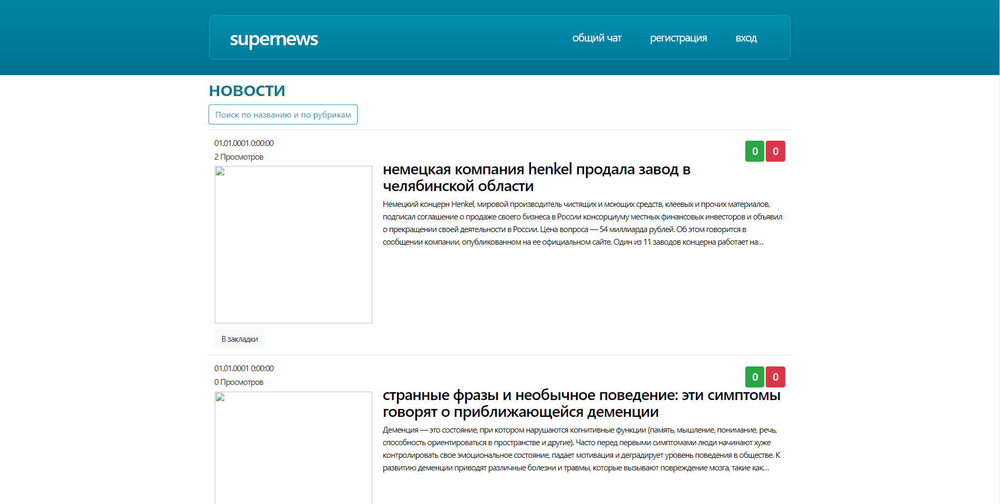 supernews
общий чат регистрация вход
НОВОСТИ
Поиск по названию и по рубрикам
01.01.0001 0:00:00
2 Просмотров
0 0
немецкая компания henkel продала завод в
челябинской области
Немецкий концерн Henkel, мировой производитель чистящих и моющих средств, клеевых и прочих материалов,
подписал соглашение о продаже своего бизнеса в России консорциуму местных финансовых инвесторов и объявил
о прекращении своей деятельности в России. Цена вопроса — 54 миллиарда рублей. Об этом говорится в
сообщении компании, опубликованном на ее официальном сайте. Один из 11 заводов концерна работает на...
В закладки
01.01.0001 0:00:00
0 Просмотров
0 0
странные фразы и необычное поведение: эти симптомы
говорят о приближающейся деменции
Деменция — это состояние, при котором нарушаются когнитивные функции (память, мышление, понимание, речь,
способность ориентироваться в пространстве и другие). Часто перед первыми симптомами люди начинают хуже
контролировать свое эмоциональное состояние, падает мотивация и деградирует уровень поведения в обществе. К
развитию деменции приводят различные болезни и травмы, которые вызывают повреждение мозга, такие как...